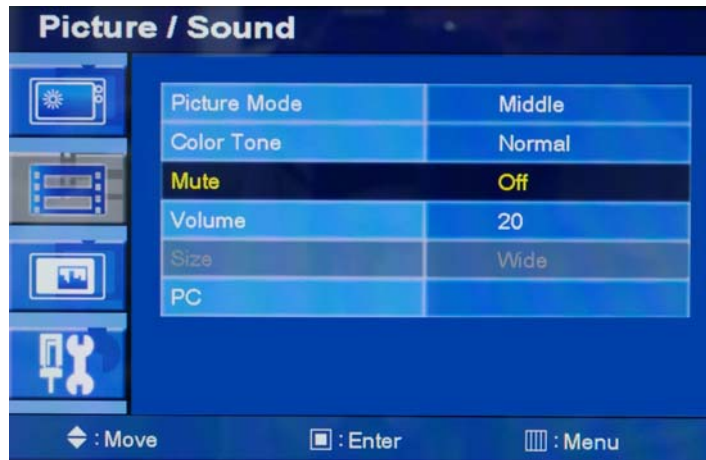 Picture / Sound
Picture Mode Middle
Color Tone Normal
Mute Off
Volume 20
Size Wide
PC
: Move : Enter : Menu